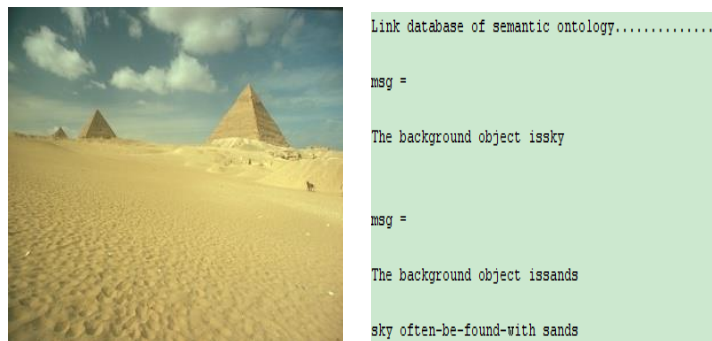 Link database of semantic ontology..............
msg =
The background object issky
msg =
The background object issands
sky often-be-found-with sands